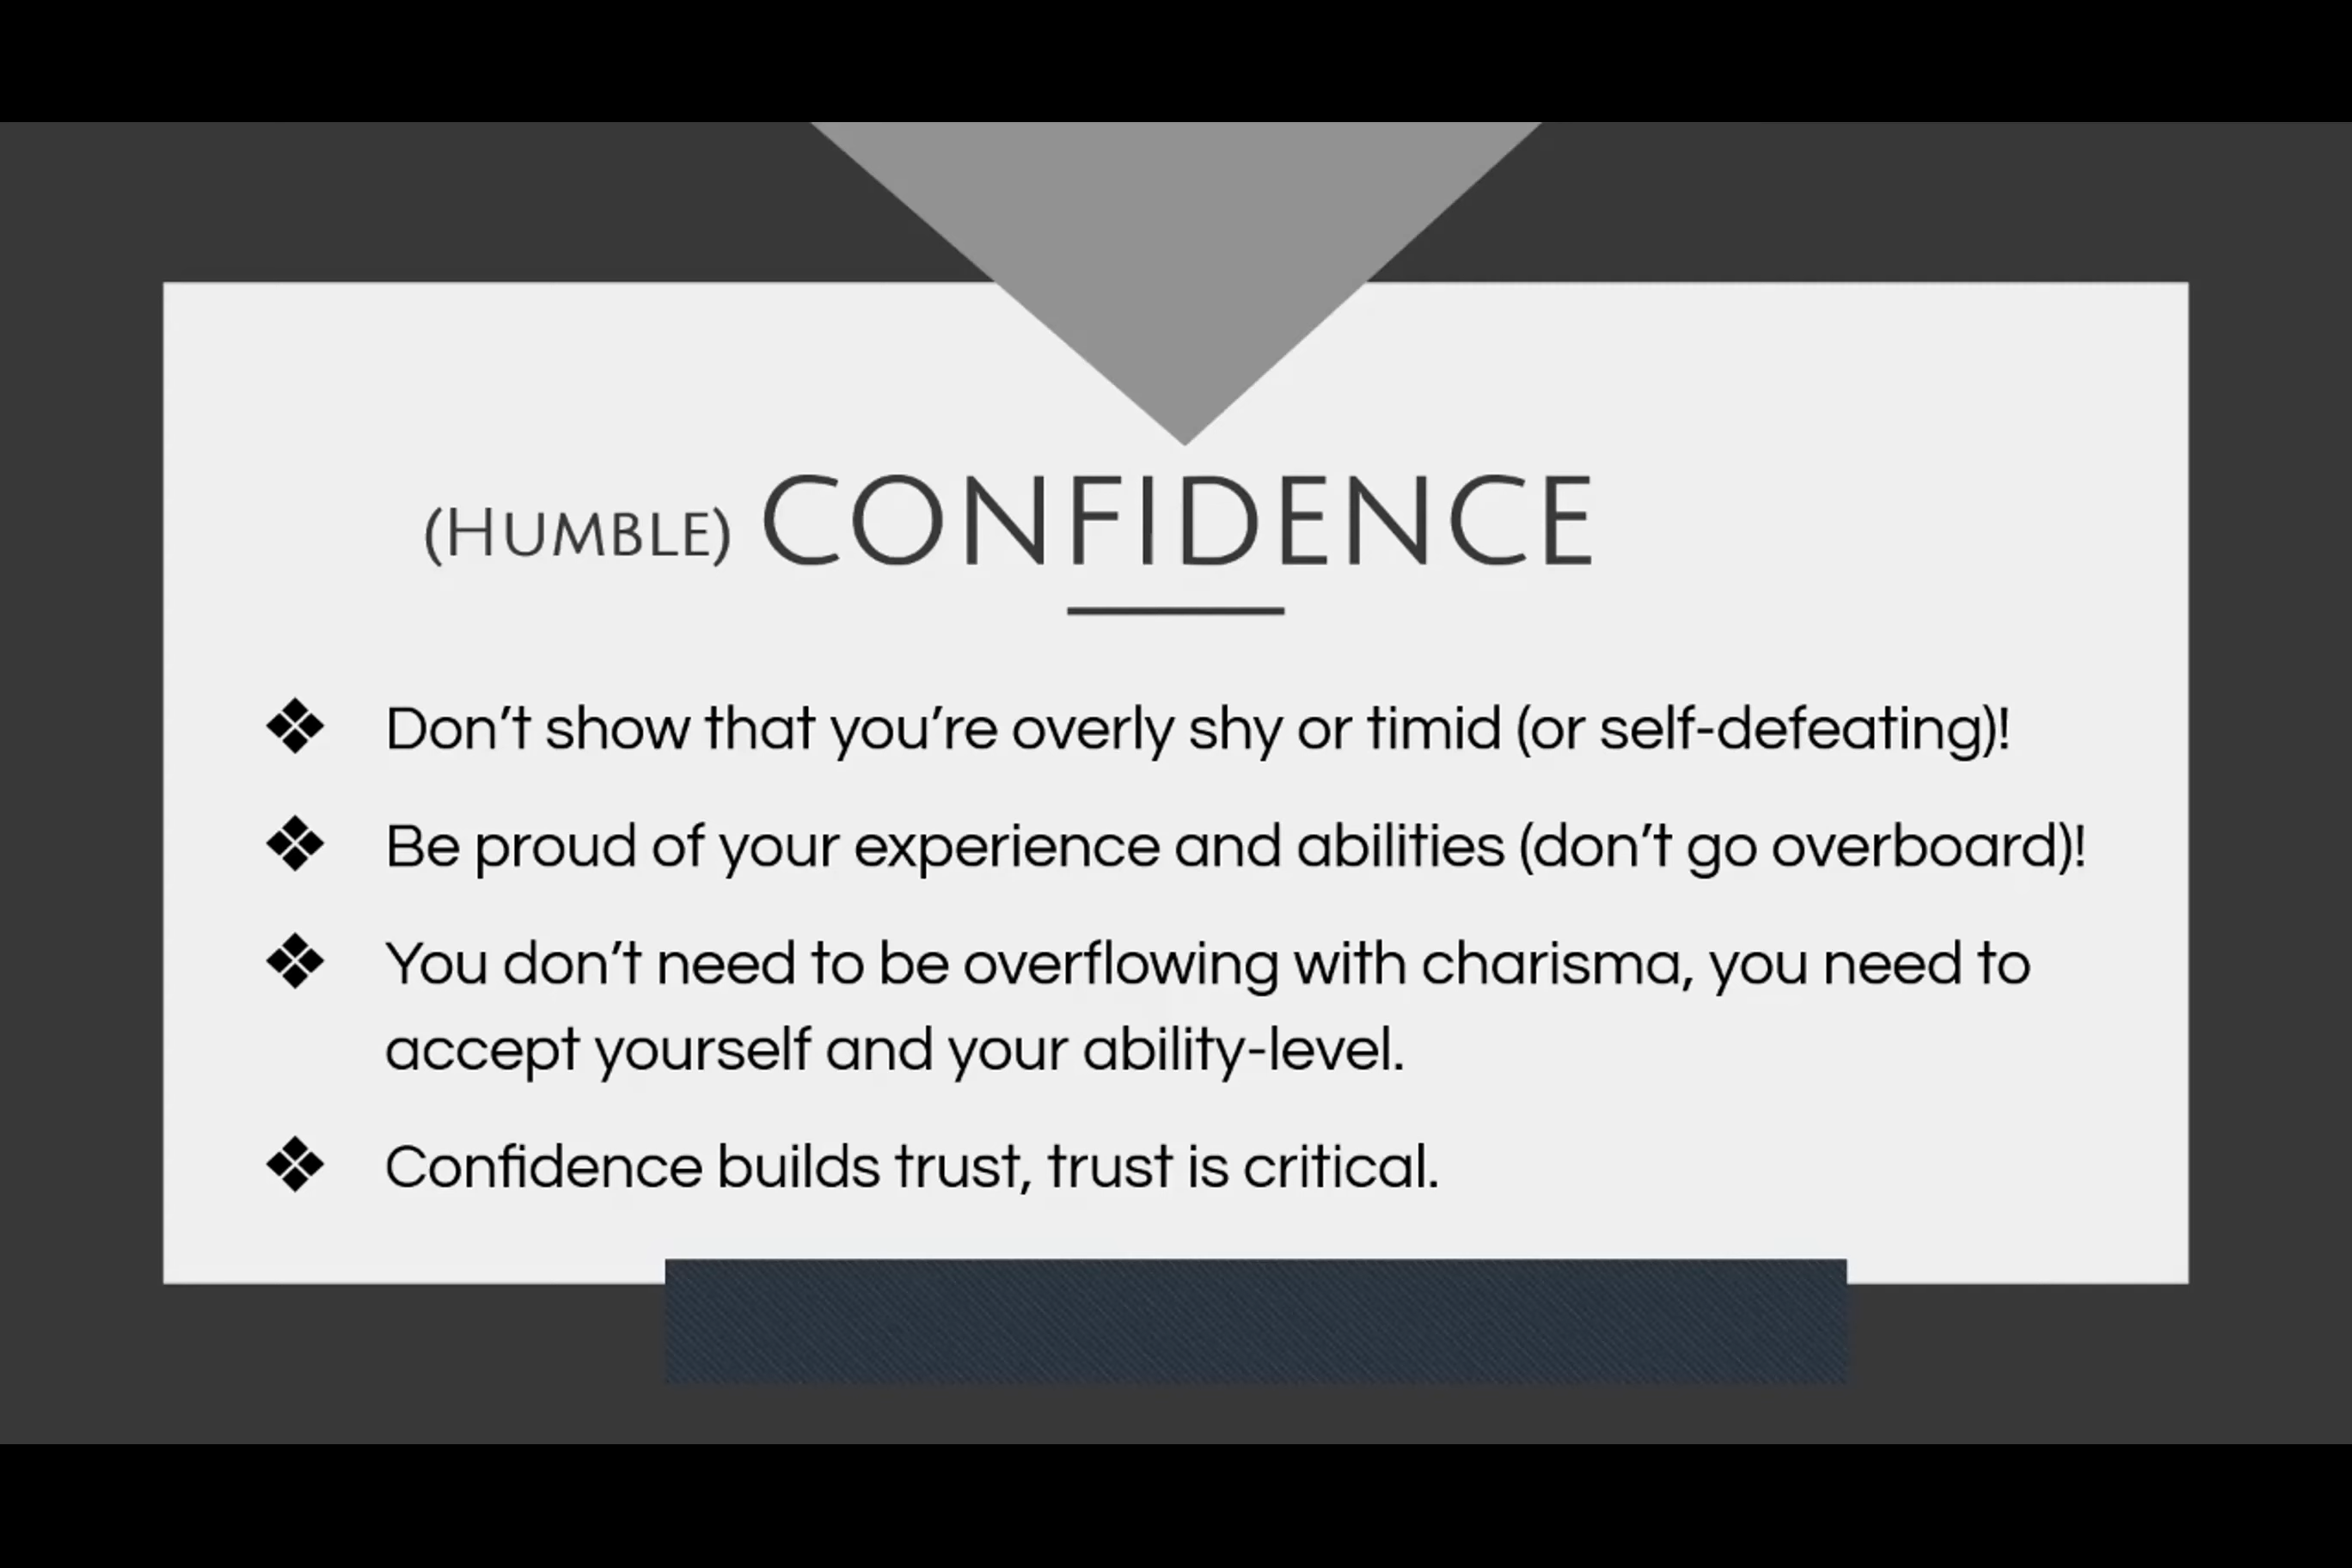 (HUMBLE) CONFIDENCE
❖ Don’t show that you’re overly shy or timid (or self-defeating)!
❖ Be proud of your experience and abilities (don’t go overboard)!
❖ You don’t need to be overflowing with charisma, you need to
accept yourself and your ability-level.
❖ Confidence builds trust, trust is critical.